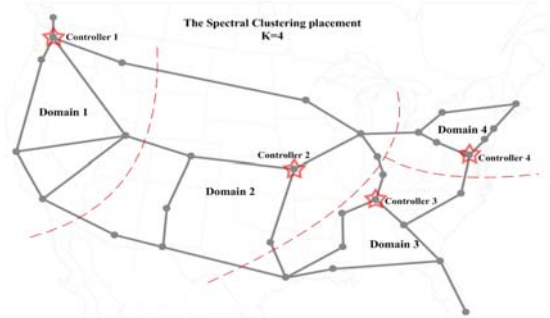 The Spectral Clustering placement
K=4
Controller 1
Domain 1
Domain 4
Controller 2
Controller 4
Domain 2
Controller 3
Domain 3